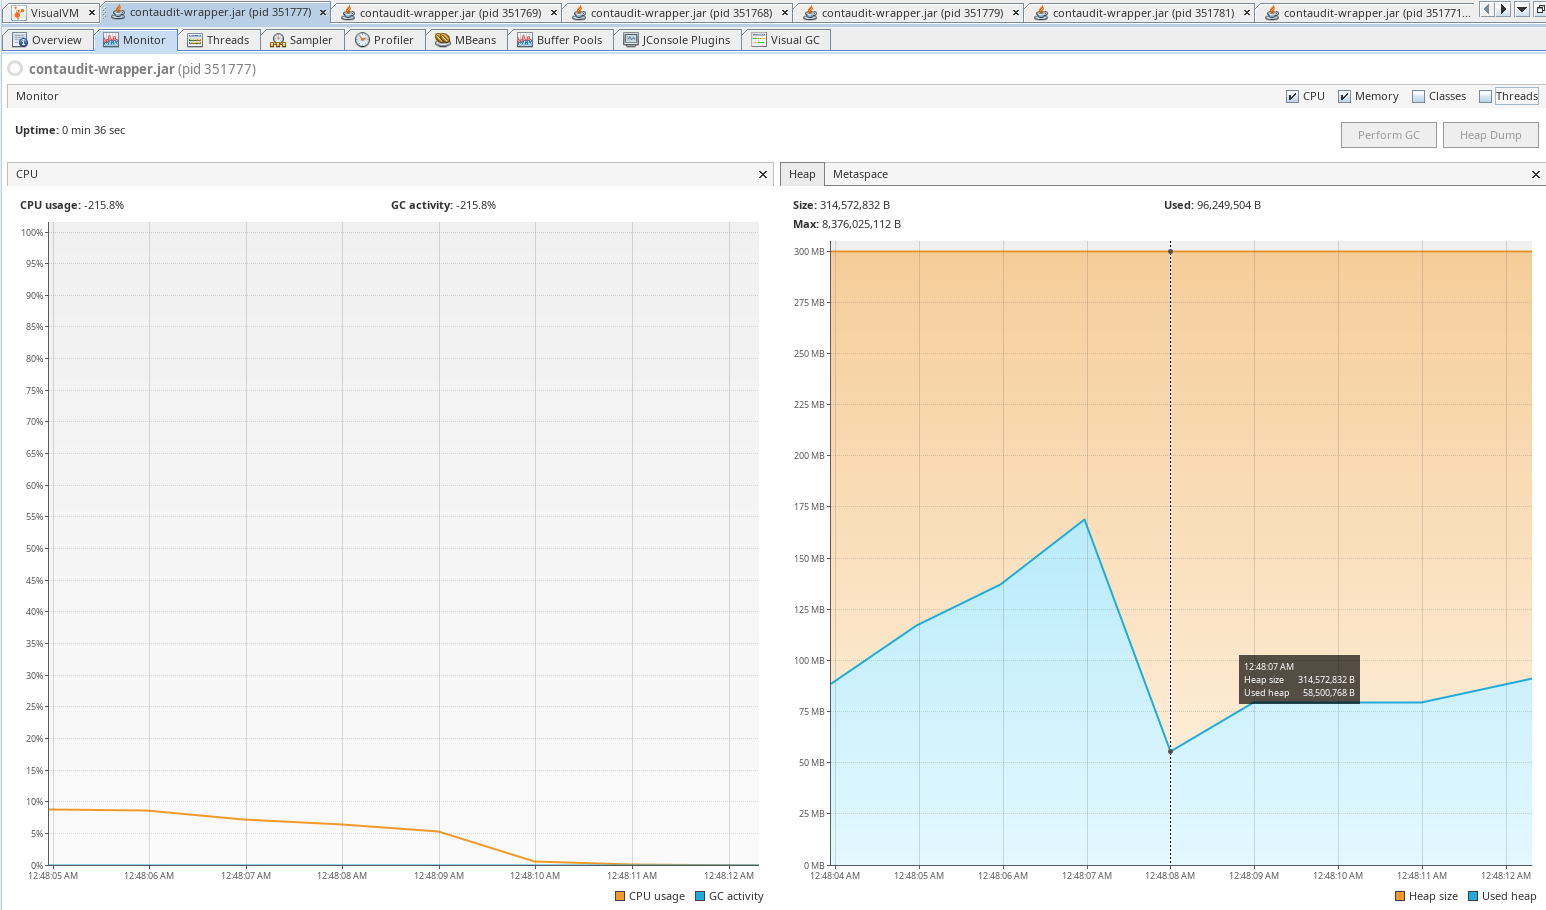 VisualVM contaudit-wrapper.jar (pid 351777) contaudit-wrapper.jar (pid 351769) contaudit-wrapper.jar (pid 351768) contaudit-wrapper.jar (pid 351779) contaudit-wrapper.jar (pid 351781) contaudit-wrapper.jar (pid 351771...
Overview Monitor Threads Sampler Profiler MBeans Buffer Pools JConsole Plugins Visual GC
contaudit-wrapper.jar (pid 351777)
Monitor CPU Memory Classes Threads
Uptime: 0 min 36 sec
Perform GC Heap Dump
CPU
CPU usage: -215.8% GC activity: -215.8%
100%
95%
90%
85%
80%
75%
70%
65%
60%
55%
50%
45%
40%
35%
30%
25%
20%
15%
10%
5%
0%
12:48:05 AM 12:48:06 AM 12:48:07 AM 12:48:08 AM 12:48:09 AM 12:48:10 AM 12:48:11 AM 12:48:12 AM
CPU usage GC activity
Heap Metaspace
Size: 314,572,832 B Used: 96,249,504 B
Max: 8,376,025,112 B
300 MB
275 MB
250 MB
225 MB
200 MB
175 MB
150 MB
125 MB
100 MB
75 MB
50 MB
25 MB
0 MB
12:48:07 AM
Heap size 314,572,832 B
Used heap 58,500,768 B
12:48:04 AM 12:48:05 AM 12:48:06 AM 12:48:07 AM 12:48:08 AM 12:48:09 AM 12:48:10 AM 12:48:11 AM 12:48:12 AM
Heap size Used heap